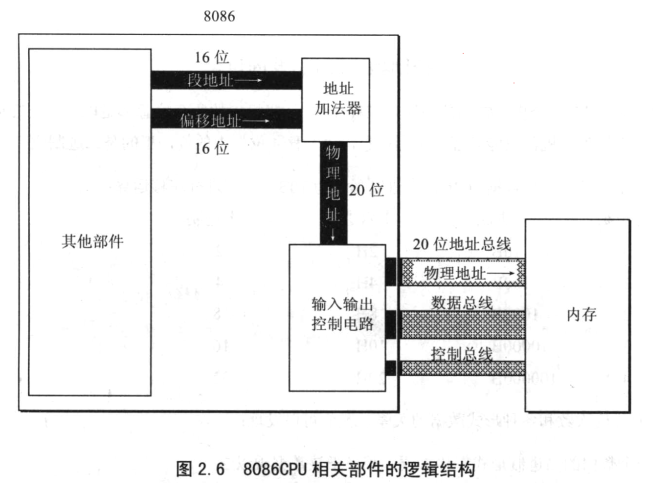 8086
16 位
段地址
偏移地址
16 位
地址
加法器
物理地址
20 位
其他部件
输入输出
控制电路
20 位地址总线
物理地址
数据总线
控制总线
内存
图 2.6 8086CPU 相关部件的逻辑结构